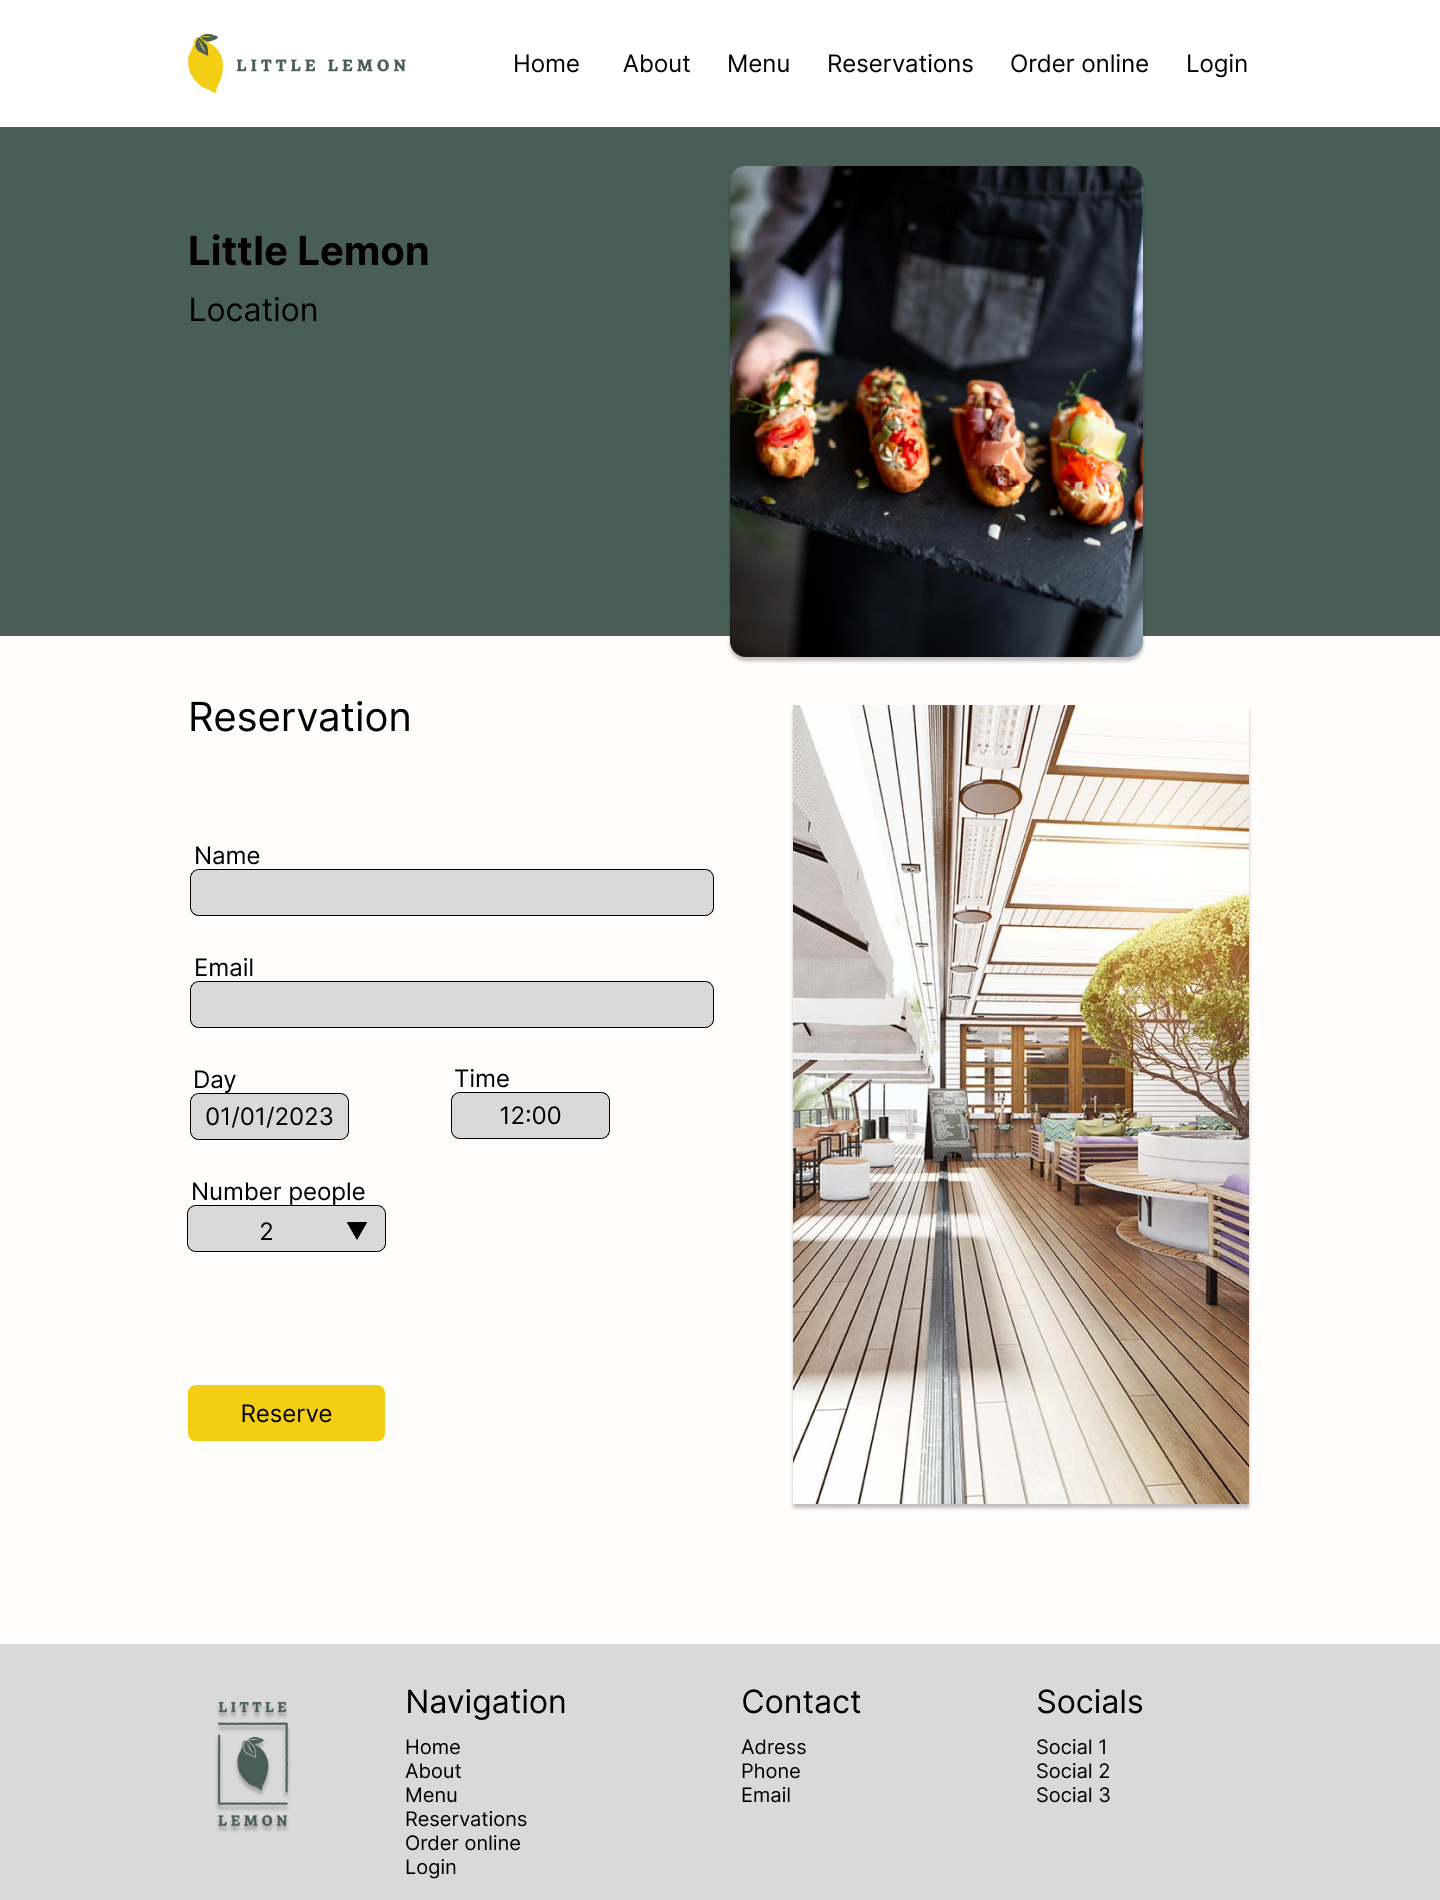 LITTLE LEMON
Home About Menu Reservations Order online Login
Little Lemon
Location
Reservation
Name
Email
Day Time
01/01/2023 12:00
Number people
2
Reserve
LITTLE
LEMON
Navigation
Home
About
Menu
Reservations
Order online
Login
Contact
Adress
Phone
Email
Socials
Social 1
Social 2
Social 3